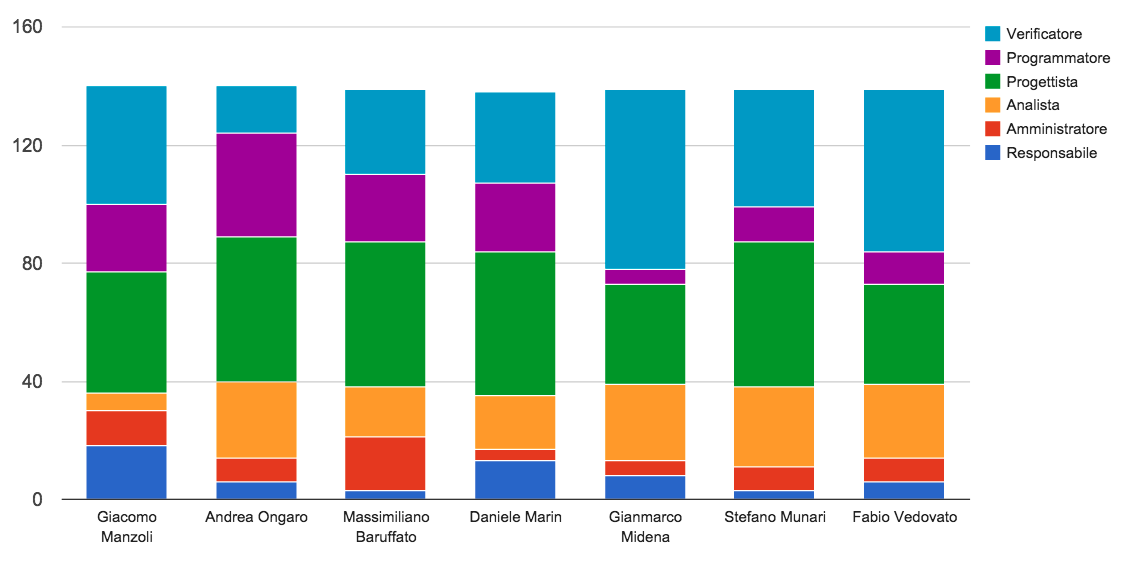 160
120
80
40
0
Giacomo
Manzoli
Andrea Ongaro
Massimiliano
Baruffato
Daniele Marin
Gianmarco
Midena
Stefano Munari
Fabio Vedovato
Verificatore
Programmatore
Progettista
Analista
Amministratore
Responsabile